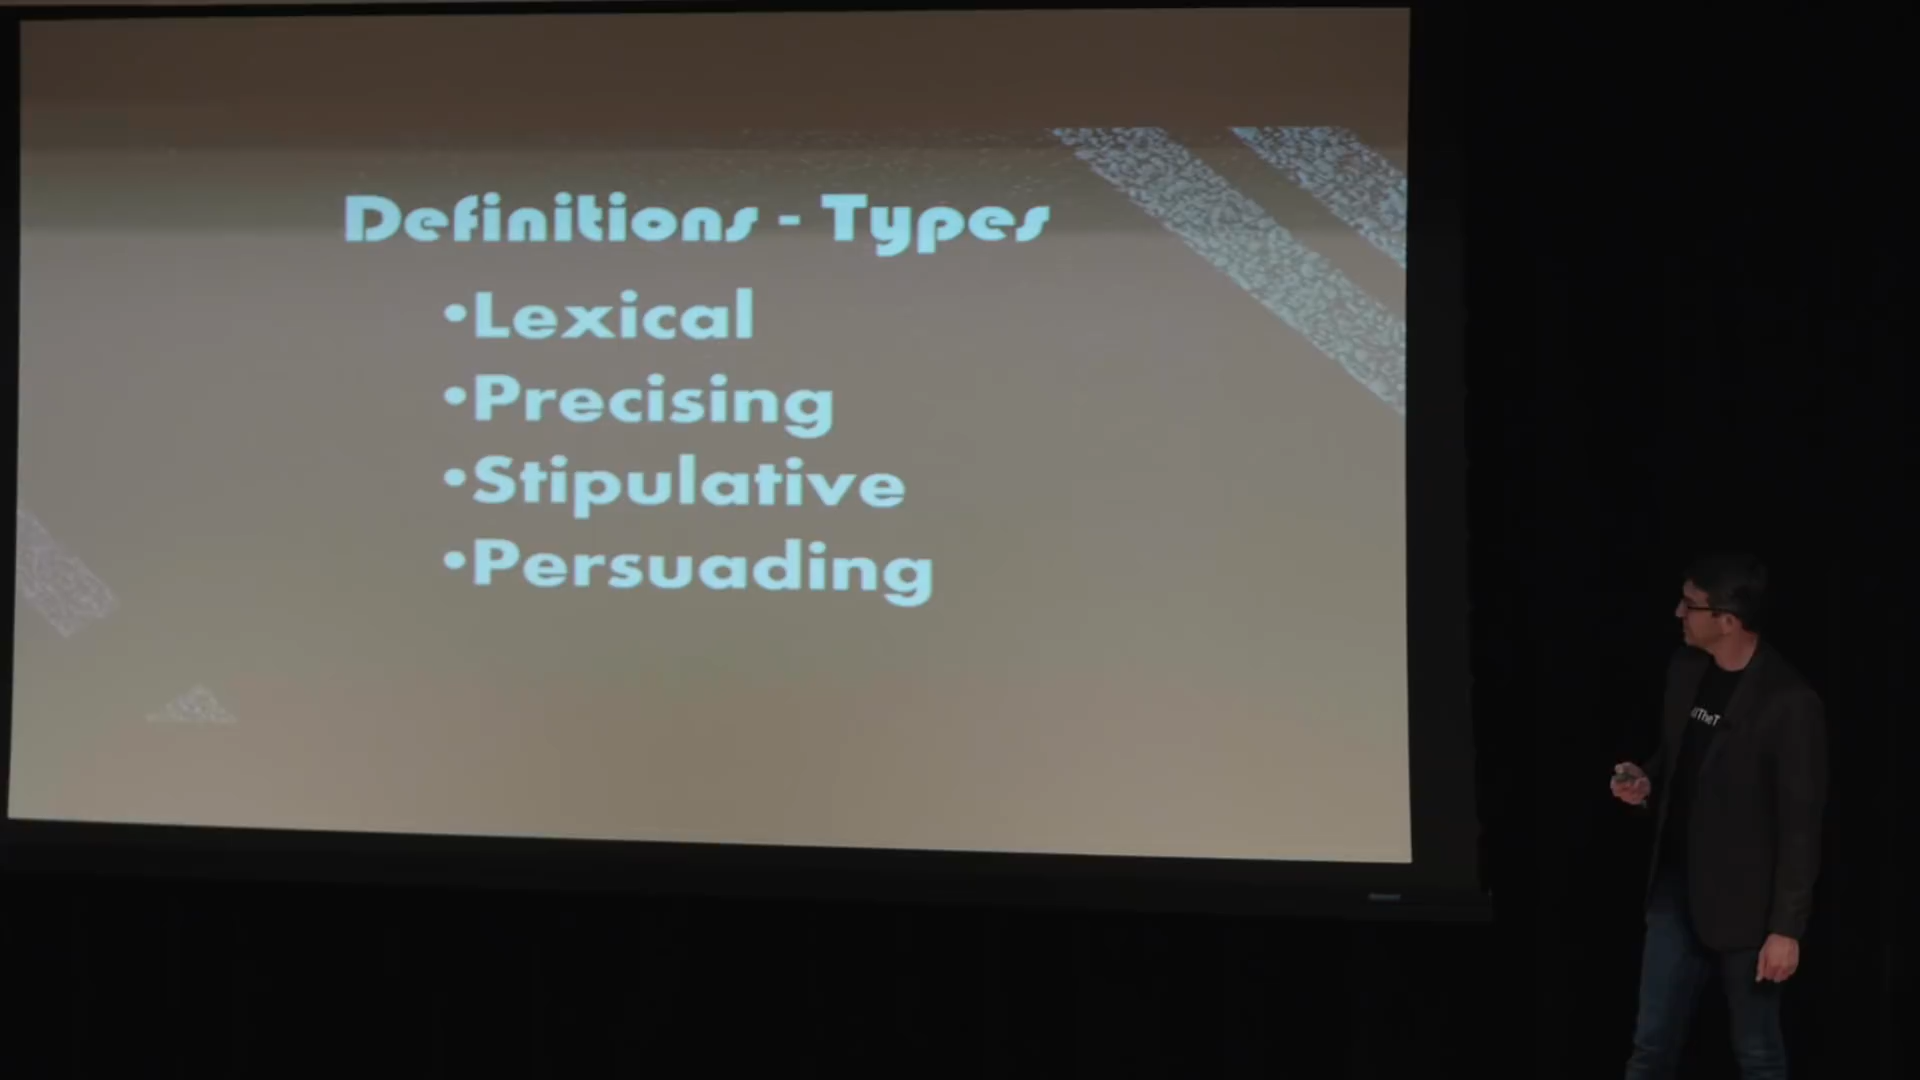 Definitions - Types
•Lexical
•Precising
•Stipulative
•Persuading